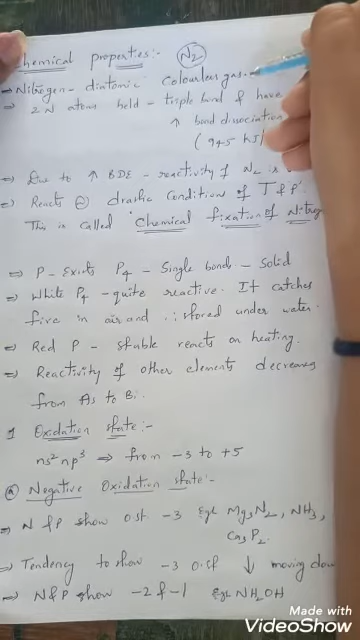 Chemical properties:- N2
⇒ Nitrogen - diatomic colourless gas.
⇒ 2 N atoms held - triple bond & have
↑ bond dissociation
(945 kJ)
⇒ Due to ↑ BDE - reactivity of N2 is
⇒ Reacts @ drastic condition of T & P.
This is called Chemical fixation of Nitrog
⇒ P - Exists P4 - Single bonds - Solid
⇒ White P4 - quite reactive. It catches
fire in air and ∴ stored under water.
⇒ Red P - stable reacts on heating.
⇒ Reactivity of other elements decreases
from As to Bi.
1 Oxidation state:-
ns² np³ ⇒ from -3 to +5
ⓐ Negative Oxidation state:-
⇒ N & P show o.st -3 Eg: Mg3N2, NH3,
Ca3P2.
⇒ Tendency to show -3 o.st ↓ moving down
⇒ N & P show -2 & -1 Eg: NH2OH
Made with
VideoShow